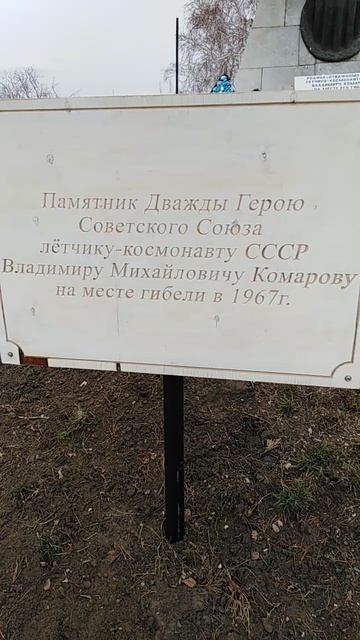 Памятник Дважды Герою
Советского Союза
лётчику-космонавту СССР
Владимиру Михайловичу Комарову
на месте гибели в 1967г.